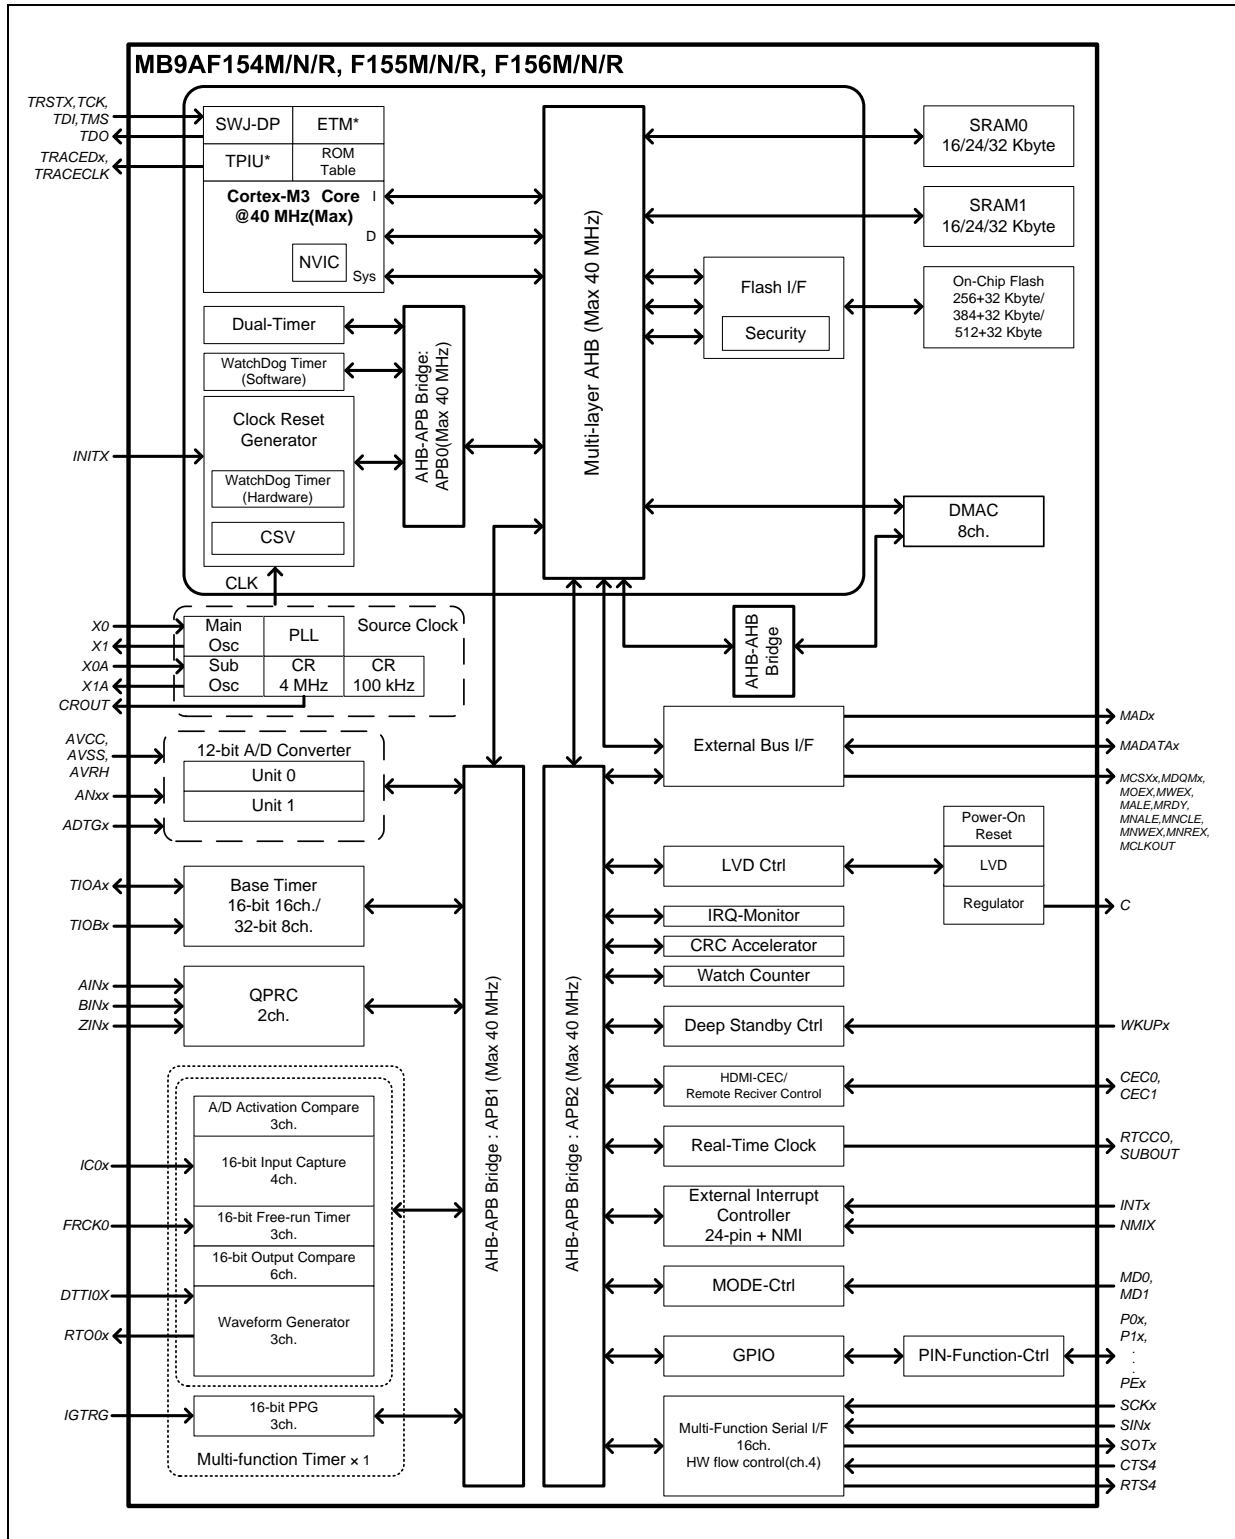 MB9AF154M/N/R, F155M/N/R, F156M/N/R
TRSTX,TCK,
TDI,TMS
TDO
TRACEDx,
TRACECLK
SWJ-DP
ETM*
TPIU*
ROM
Table
Cortex-M3 Core
@40 MHz(Max)
I
D
Sys
NVIC
Dual-Timer
WatchDog Timer
(Software)
Clock Reset
Generator
WatchDog Timer
(Hardware)
CSV
CLK
INITX
AHB-APB Bridge:
APB0(Max 40 MHz)
Multi-layer AHB (Max 40 MHz)
SRAM0
16/24/32 Kbyte
SRAM1
16/24/32 Kbyte
Flash I/F
Security
On-Chip Flash
256+32 Kbyte/
384+32 Kbyte/
512+32 Kbyte
DMAC
8ch.
AHB-AHB
Bridge
X0
X1
X0A
X1A
CROUT
Main
Osc
PLL
Source Clock
Sub
Osc
CR
4 MHz
CR
100 kHz
AVCC,
AVSS,
AVRH
ANxx
ADTGx
12-bit A/D Converter
Unit 0
Unit 1
TIOAx
TIOBx
Base Timer
16-bit 16ch./
32-bit 8ch.
AINx
BINx
ZINx
QPRC
2ch.
A/D Activation Compare
3ch.
IC0x
16-bit Input Capture
4ch.
FRCK0
16-bit Free-run Timer
3ch.
16-bit Output Compare
6ch.
DTTI0X
RTO0x
Waveform Generator
3ch.
IGTRG
16-bit PPG
3ch.
Multi-function Timer × 1
AHB-APB Bridge : APB1 (Max 40 MHz)
AHB-APB Bridge : APB2 (Max 40 MHz)
External Bus I/F
MADx
MADATAx
MCSXx,MDQMx,
MOEX,MWEX,
MALE,MRDY,
MNALE,MNCLE,
MNWEX,MNREX,
MCLKOUT
LVD Ctrl
Power-On
Reset
LVD
Regulator
C
IRQ-Monitor
CRC Accelerator
Watch Counter
Deep Standby Ctrl
WKUPx
HDMI-CEC/
Remote Reciver Control
CEC0,
CEC1
Real-Time Clock
RTCCO,
SUBOUT
External Interrupt
Controller
24-pin + NMI
INTx
NMIX
MODE-Ctrl
MD0,
MD1
GPIO
PIN-Function-Ctrl
P0x,
P1x,
.
.
PEx
Multi-Function Serial I/F
16ch.
HW flow control(ch.4)
SCKx
SINx
SOTx
CTS4
RTS4